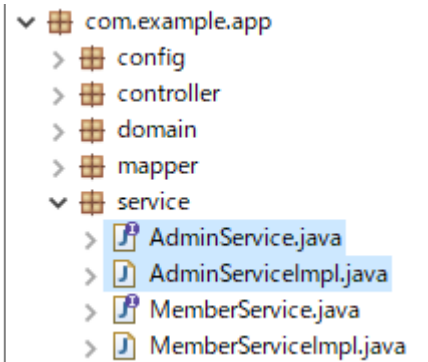 com.example.app
config
controller
domain
mapper
service
AdminService.java
AdminServiceImpl.java
MemberService.java
MemberServiceImpl.java